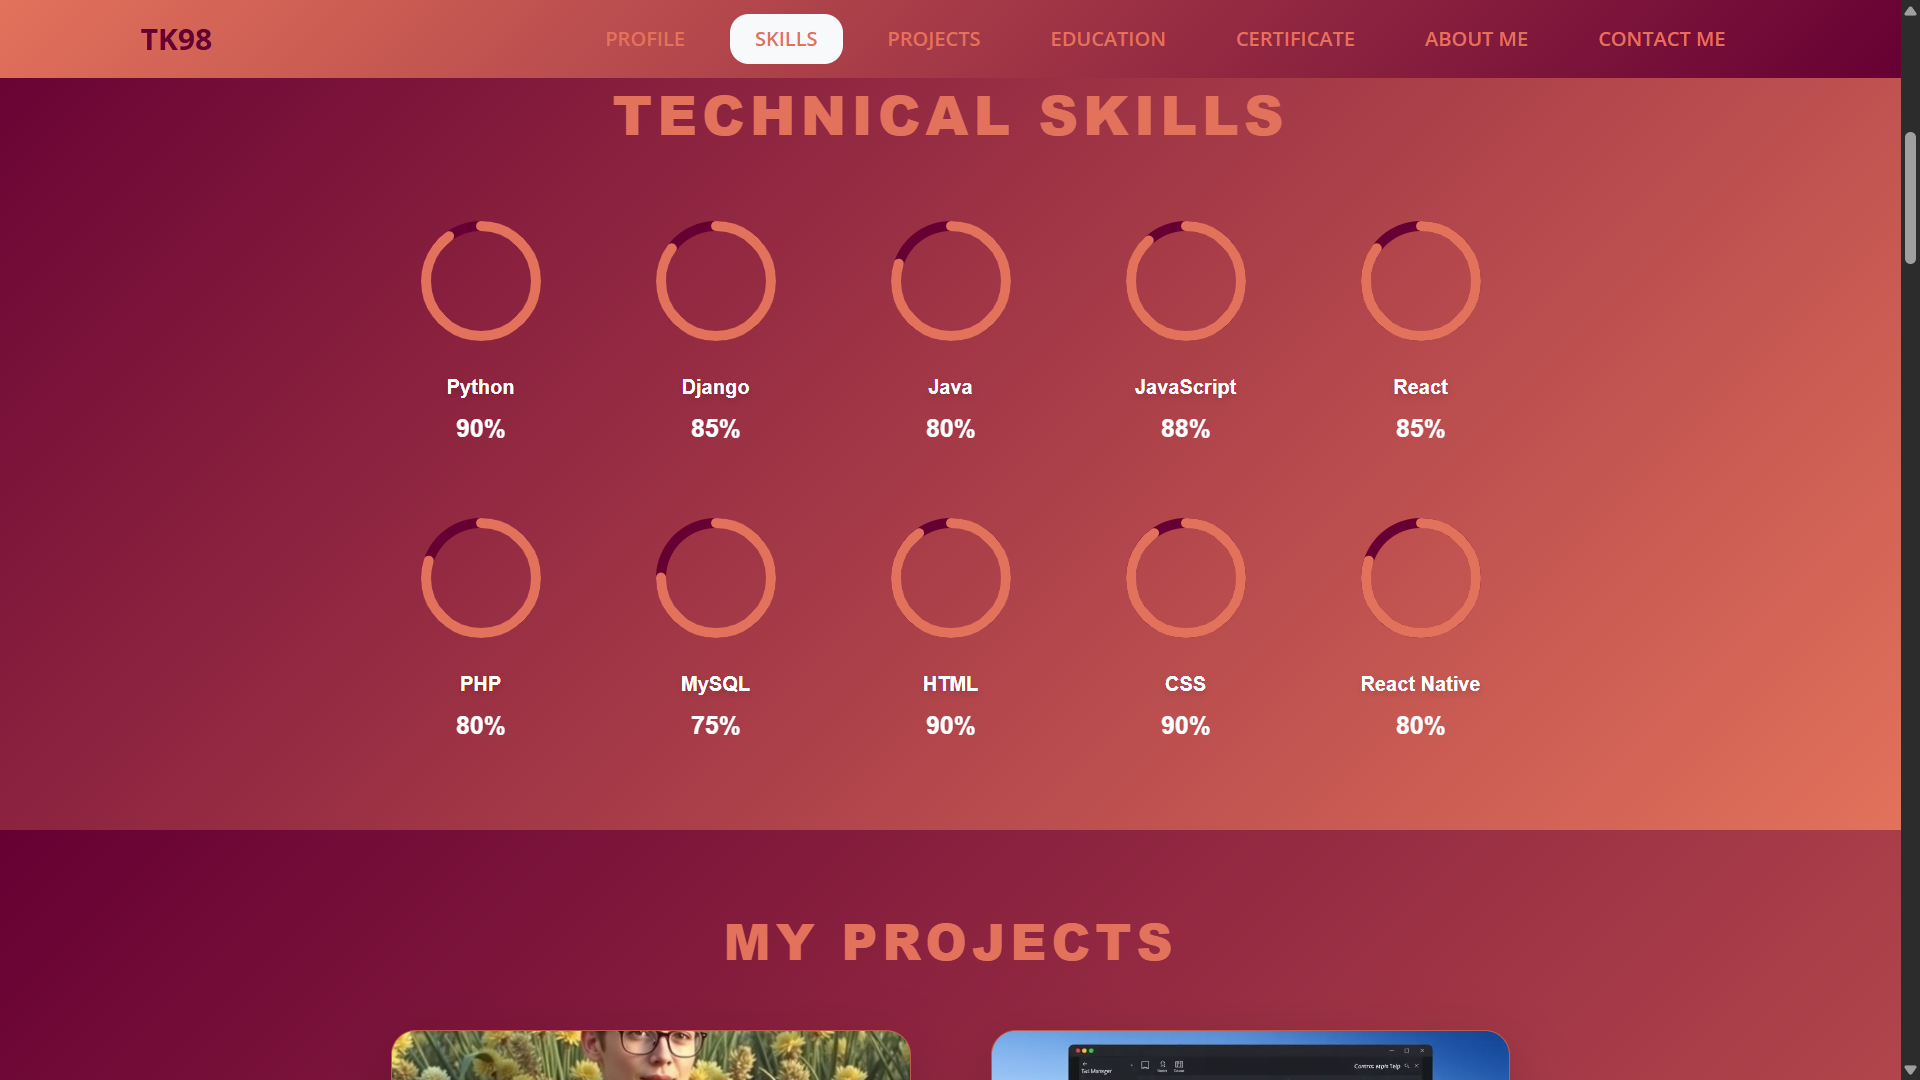 TK98
PROFILE
SKILLS
PROJECTS
EDUCATION
CERTIFICATE
ABOUT ME
CONTACT ME
TECHNICAL SKILLS
Python
Django
Java
JavaScript
React
90%
85%
80%
88%
85%
PHP
MySQL
HTML
CSS
React Native
80%
75%
90%
90%
80%
MY PROJECTS